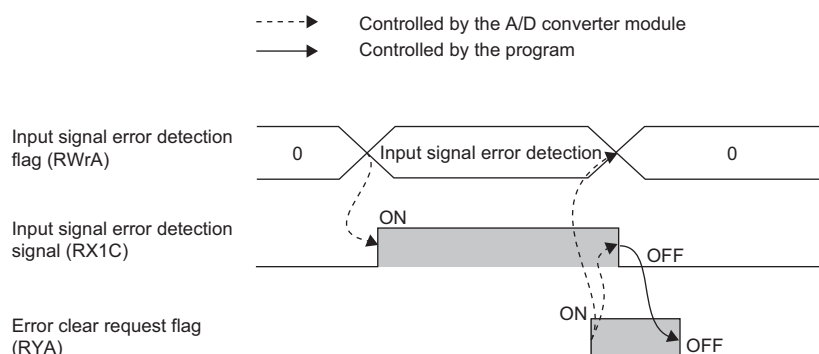 Controlled by the A/D converter module
Controlled by the program
Input signal error detection
flag (RWrA)
0
Input signal error detection
0
Input signal error detection
signal (RX1C)
ON
OFF
Error clear request flag
(RYA)
ON
OFF